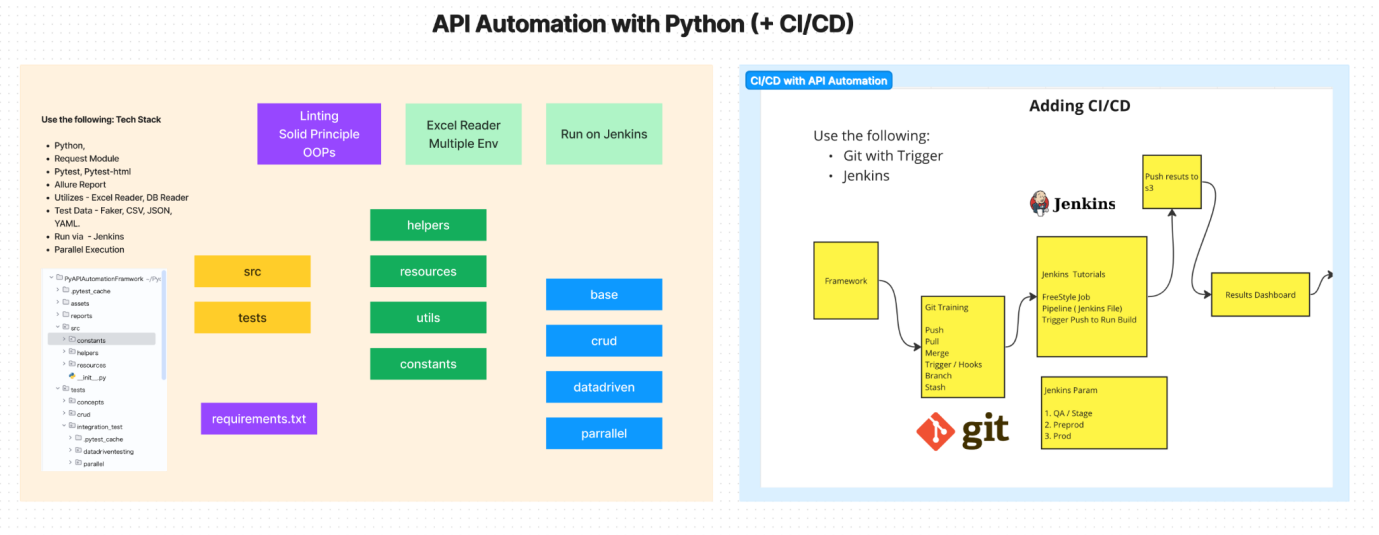 API Automation with Python (+ CI/CD)
Use the following: Tech Stack
• Python,
• Request Module
• Pytest, Pytest-html
• Allure Report
• Utilizes - Excel Reader, DB Reader
• Test Data - Faker, CSV, JSON,
YAML.
• Run via - Jenkins
• Parallel Execution
PyAPIAutomationFramwork ~/Pyc
.pytest_cache
assets
reports
src
constants
helpers
resources
__init__.py
tests
concepts
crud
integration_test
.pytest_cache
datadriventesting
parallel
Linting
Solid Principle
OOPs
Excel Reader
Multiple Env
Run on Jenkins
src
tests
requirements.txt
helpers
resources
utils
constants
base
crud
datadriven
parrallel
CI/CD with API Automation
Adding CI/CD
Use the following:
• Git with Trigger
• Jenkins
Framework
Git Training
Push
Pull
Merge
Trigger / Hooks
Branch
Stash
git
Jenkins
Jenkins Tutorials
FreeStyle Job
Pipeline ( Jenkins File)
Trigger Push to Run Build
Jenkins Param
1. QA / Stage
2. Preprod
3. Prod
Push resuts to
s3
Results Dashboard